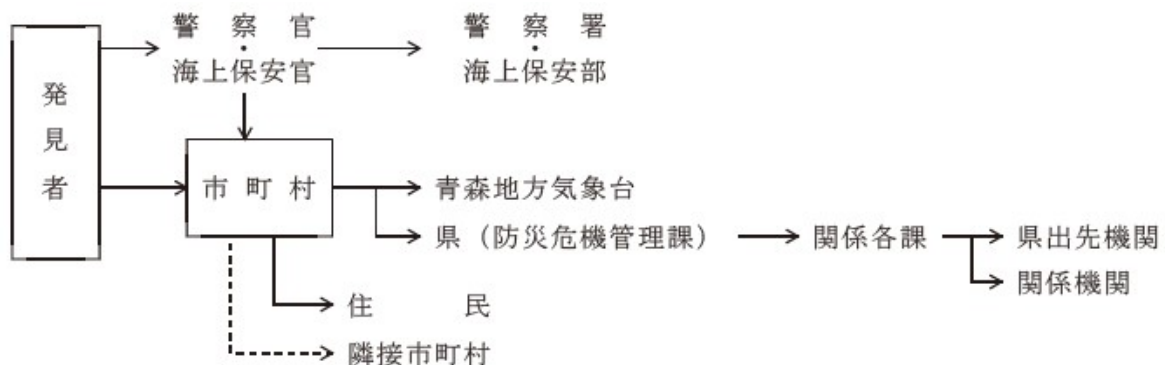 警察官
・
海上保安官
警察署
・
海上保安部
発見者
市町村
青森地方気象台
県（防災危機管理課）
関係各課
県出先機関
関係機関
住民
隣接市町村